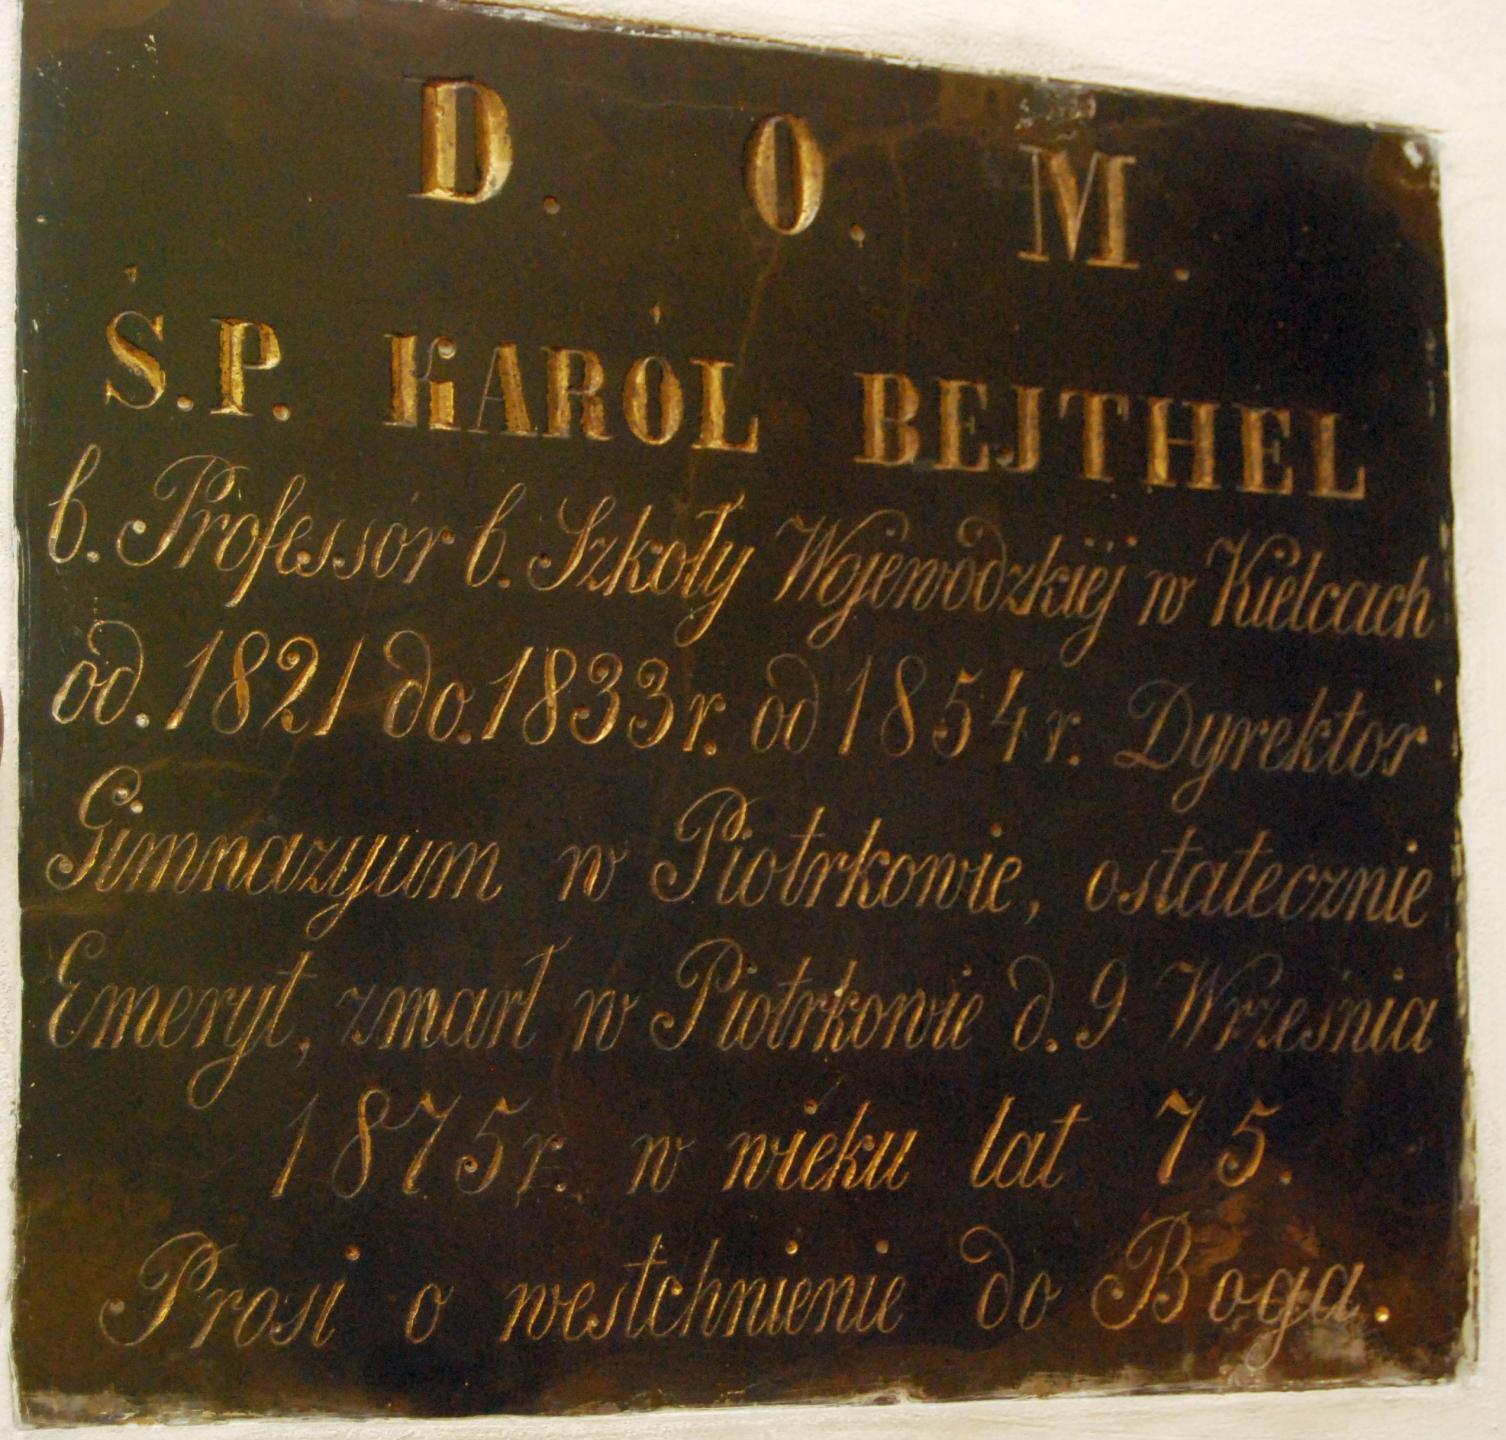 D. O. M.
Ś.P. KAROL BEJTHEL
b. Professór b. Szkoły Wojewódzkiéj w Kielcach
od. 1821 do. 1833 r. od 1854 r. Dyrektor
Gimnazyum w Piotrkowie, ostatecznie
Emeryt, zmarł w Piotrkowie d. 9 Września
1875 r. w wieku lat 75.
Prosi o westchnienie do Boga.